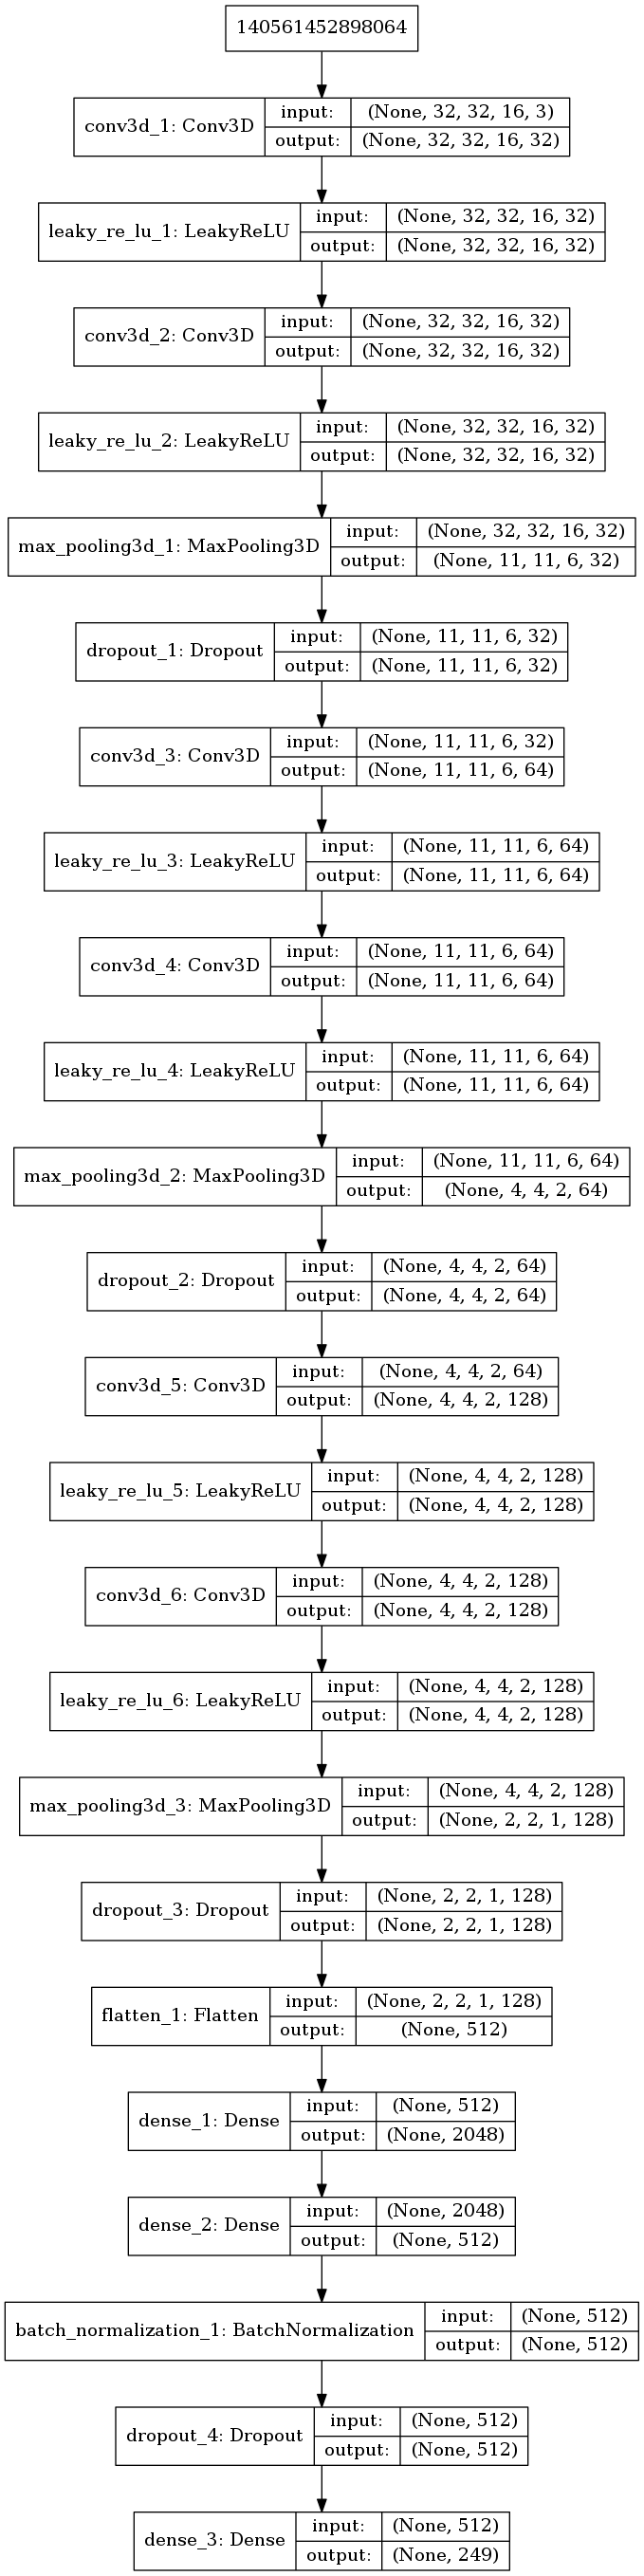 140561452898064
conv3d_1: Conv3D
input: (None, 32, 32, 16, 3)
output: (None, 32, 32, 16, 32)
leaky_re_lu_1: LeakyReLU
input: (None, 32, 32, 16, 32)
output: (None, 32, 32, 16, 32)
conv3d_2: Conv3D
input: (None, 32, 32, 16, 32)
output: (None, 32, 32, 16, 32)
leaky_re_lu_2: LeakyReLU
input: (None, 32, 32, 16, 32)
output: (None, 32, 32, 16, 32)
max_pooling3d_1: MaxPooling3D
input: (None, 32, 32, 16, 32)
output: (None, 11, 11, 6, 32)
dropout_1: Dropout
input: (None, 11, 11, 6, 32)
output: (None, 11, 11, 6, 32)
conv3d_3: Conv3D
input: (None, 11, 11, 6, 32)
output: (None, 11, 11, 6, 64)
leaky_re_lu_3: LeakyReLU
input: (None, 11, 11, 6, 64)
output: (None, 11, 11, 6, 64)
conv3d_4: Conv3D
input: (None, 11, 11, 6, 64)
output: (None, 11, 11, 6, 64)
leaky_re_lu_4: LeakyReLU
input: (None, 11, 11, 6, 64)
output: (None, 11, 11, 6, 64)
max_pooling3d_2: MaxPooling3D
input: (None, 11, 11, 6, 64)
output: (None, 4, 4, 2, 64)
dropout_2: Dropout
input: (None, 4, 4, 2, 64)
output: (None, 4, 4, 2, 64)
conv3d_5: Conv3D
input: (None, 4, 4, 2, 64)
output: (None, 4, 4, 2, 128)
leaky_re_lu_5: LeakyReLU
input: (None, 4, 4, 2, 128)
output: (None, 4, 4, 2, 128)
conv3d_6: Conv3D
input: (None, 4, 4, 2, 128)
output: (None, 4, 4, 2, 128)
leaky_re_lu_6: LeakyReLU
input: (None, 4, 4, 2, 128)
output: (None, 4, 4, 2, 128)
max_pooling3d_3: MaxPooling3D
input: (None, 4, 4, 2, 128)
output: (None, 2, 2, 1, 128)
dropout_3: Dropout
input: (None, 2, 2, 1, 128)
output: (None, 2, 2, 1, 128)
flatten_1: Flatten
input: (None, 2, 2, 1, 128)
output: (None, 512)
dense_1: Dense
input: (None, 512)
output: (None, 2048)
dense_2: Dense
input: (None, 2048)
output: (None, 512)
batch_normalization_1: BatchNormalization
input: (None, 512)
output: (None, 512)
dropout_4: Dropout
input: (None, 512)
output: (None, 512)
dense_3: Dense
input: (None, 512)
output: (None, 249)